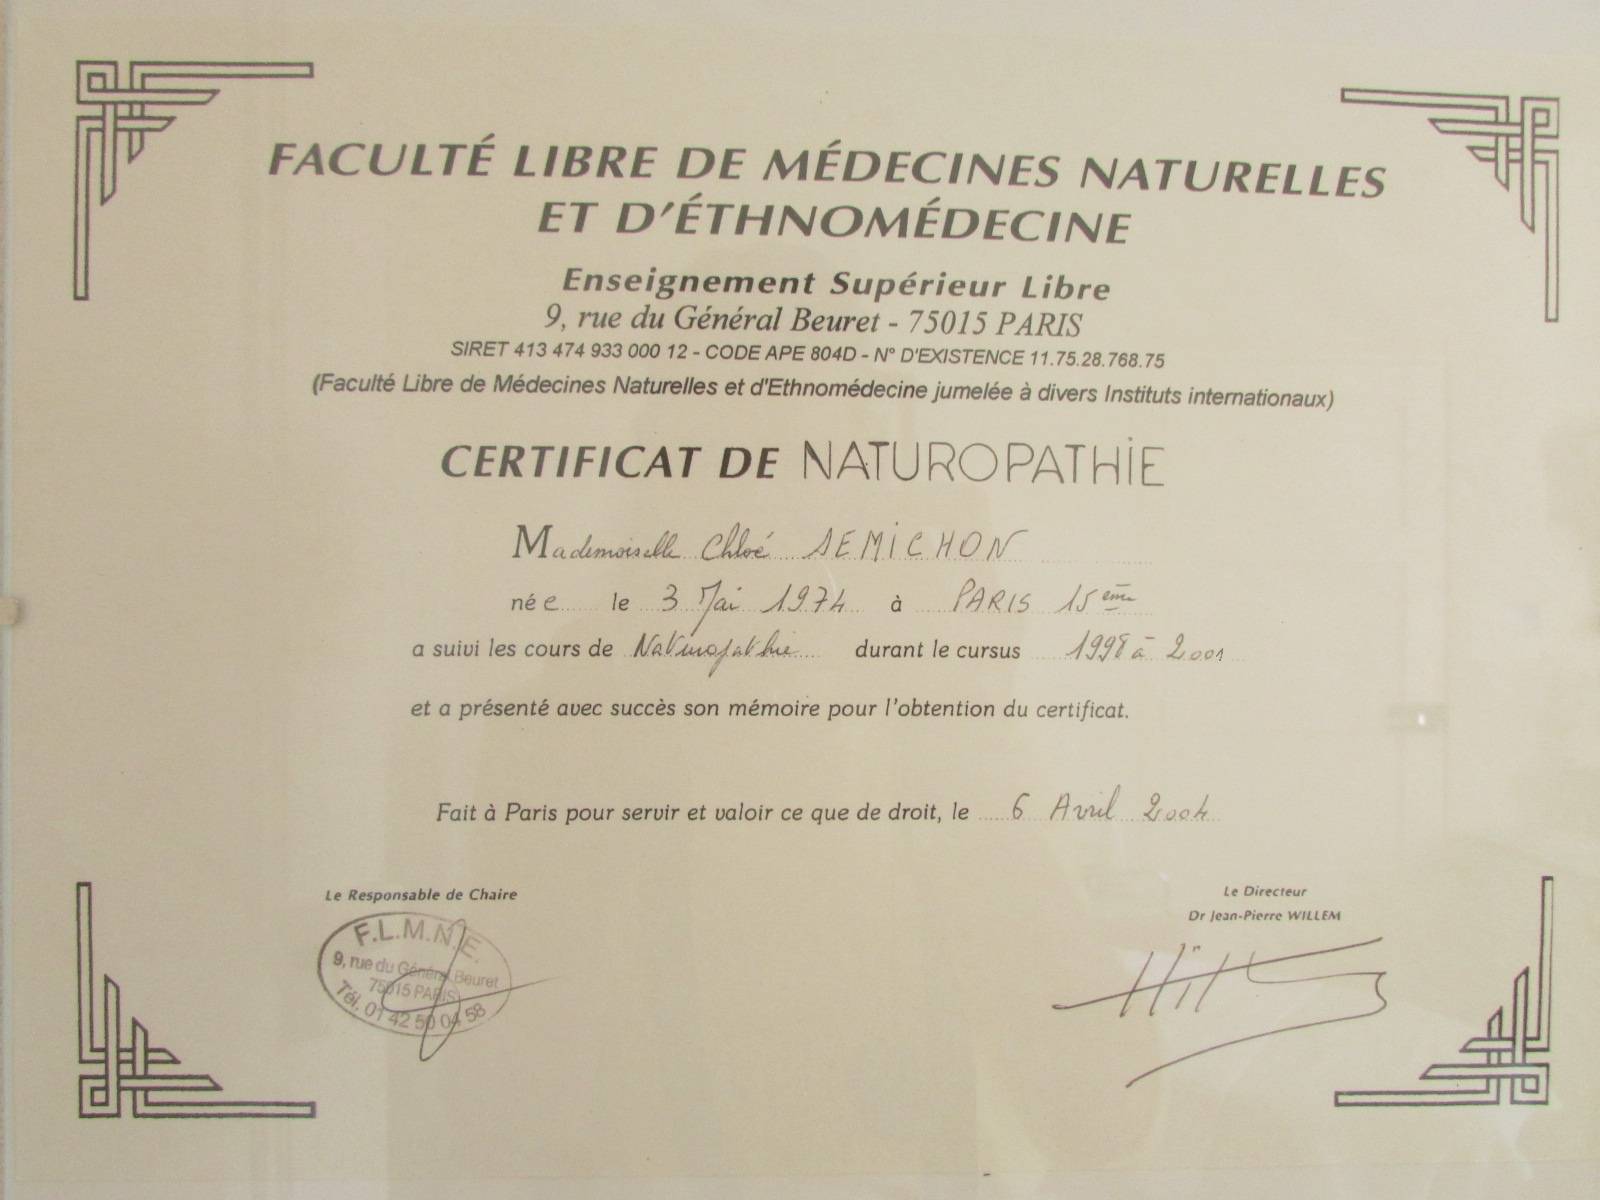 FACULTÉ LIBRE DE MÉDECINES NATURELLES
ET D'ÉTHNOMÉDECINE
Enseignement Supérieur Libre
9, rue du Général Beuret - 75015 PARIS
SIRET 413 474 933 000 12 - CODE APE 804D - N° D'EXISTENCE 11.75.28.768.75
(Faculté Libre de Médecines Naturelles et d'Ethnomédecine jumelée à divers Instituts internationaux)
CERTIFICAT DE NATUROPATHIE
Mademoiselle Chloé SEMICHON
née le 3 Mai 1974 à PARIS 15ème
a suivi les cours de Naturopathie durant le cursus 1998 à 2001
et a présenté avec succès son mémoire pour l'obtention du certificat.
Fait à Paris pour servir et valoir ce que de droit, le 6 Avril 2004
Le Responsable de Chaire
F.L.M.N.E.
9, rue du Général Beuret
75015 PARIS
Tél. 01 42 50 04 58
Le Directeur
Dr Jean-Pierre WILLEM